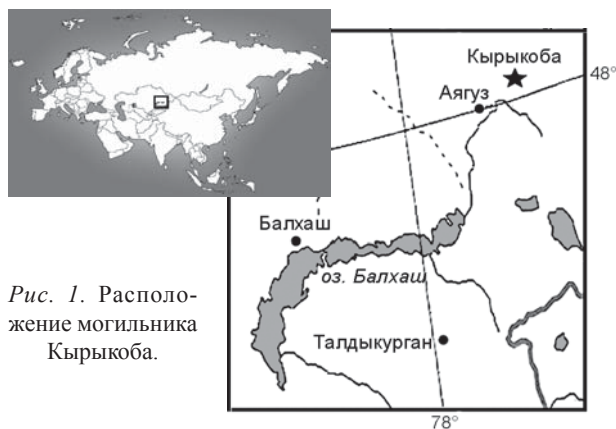 Кырыкоба
48°
Аягуз
Балхаш
оз. Балхаш
Рис. 1. Располо-
жение могильника
Кырыкоба.
Талдыкурган
78°